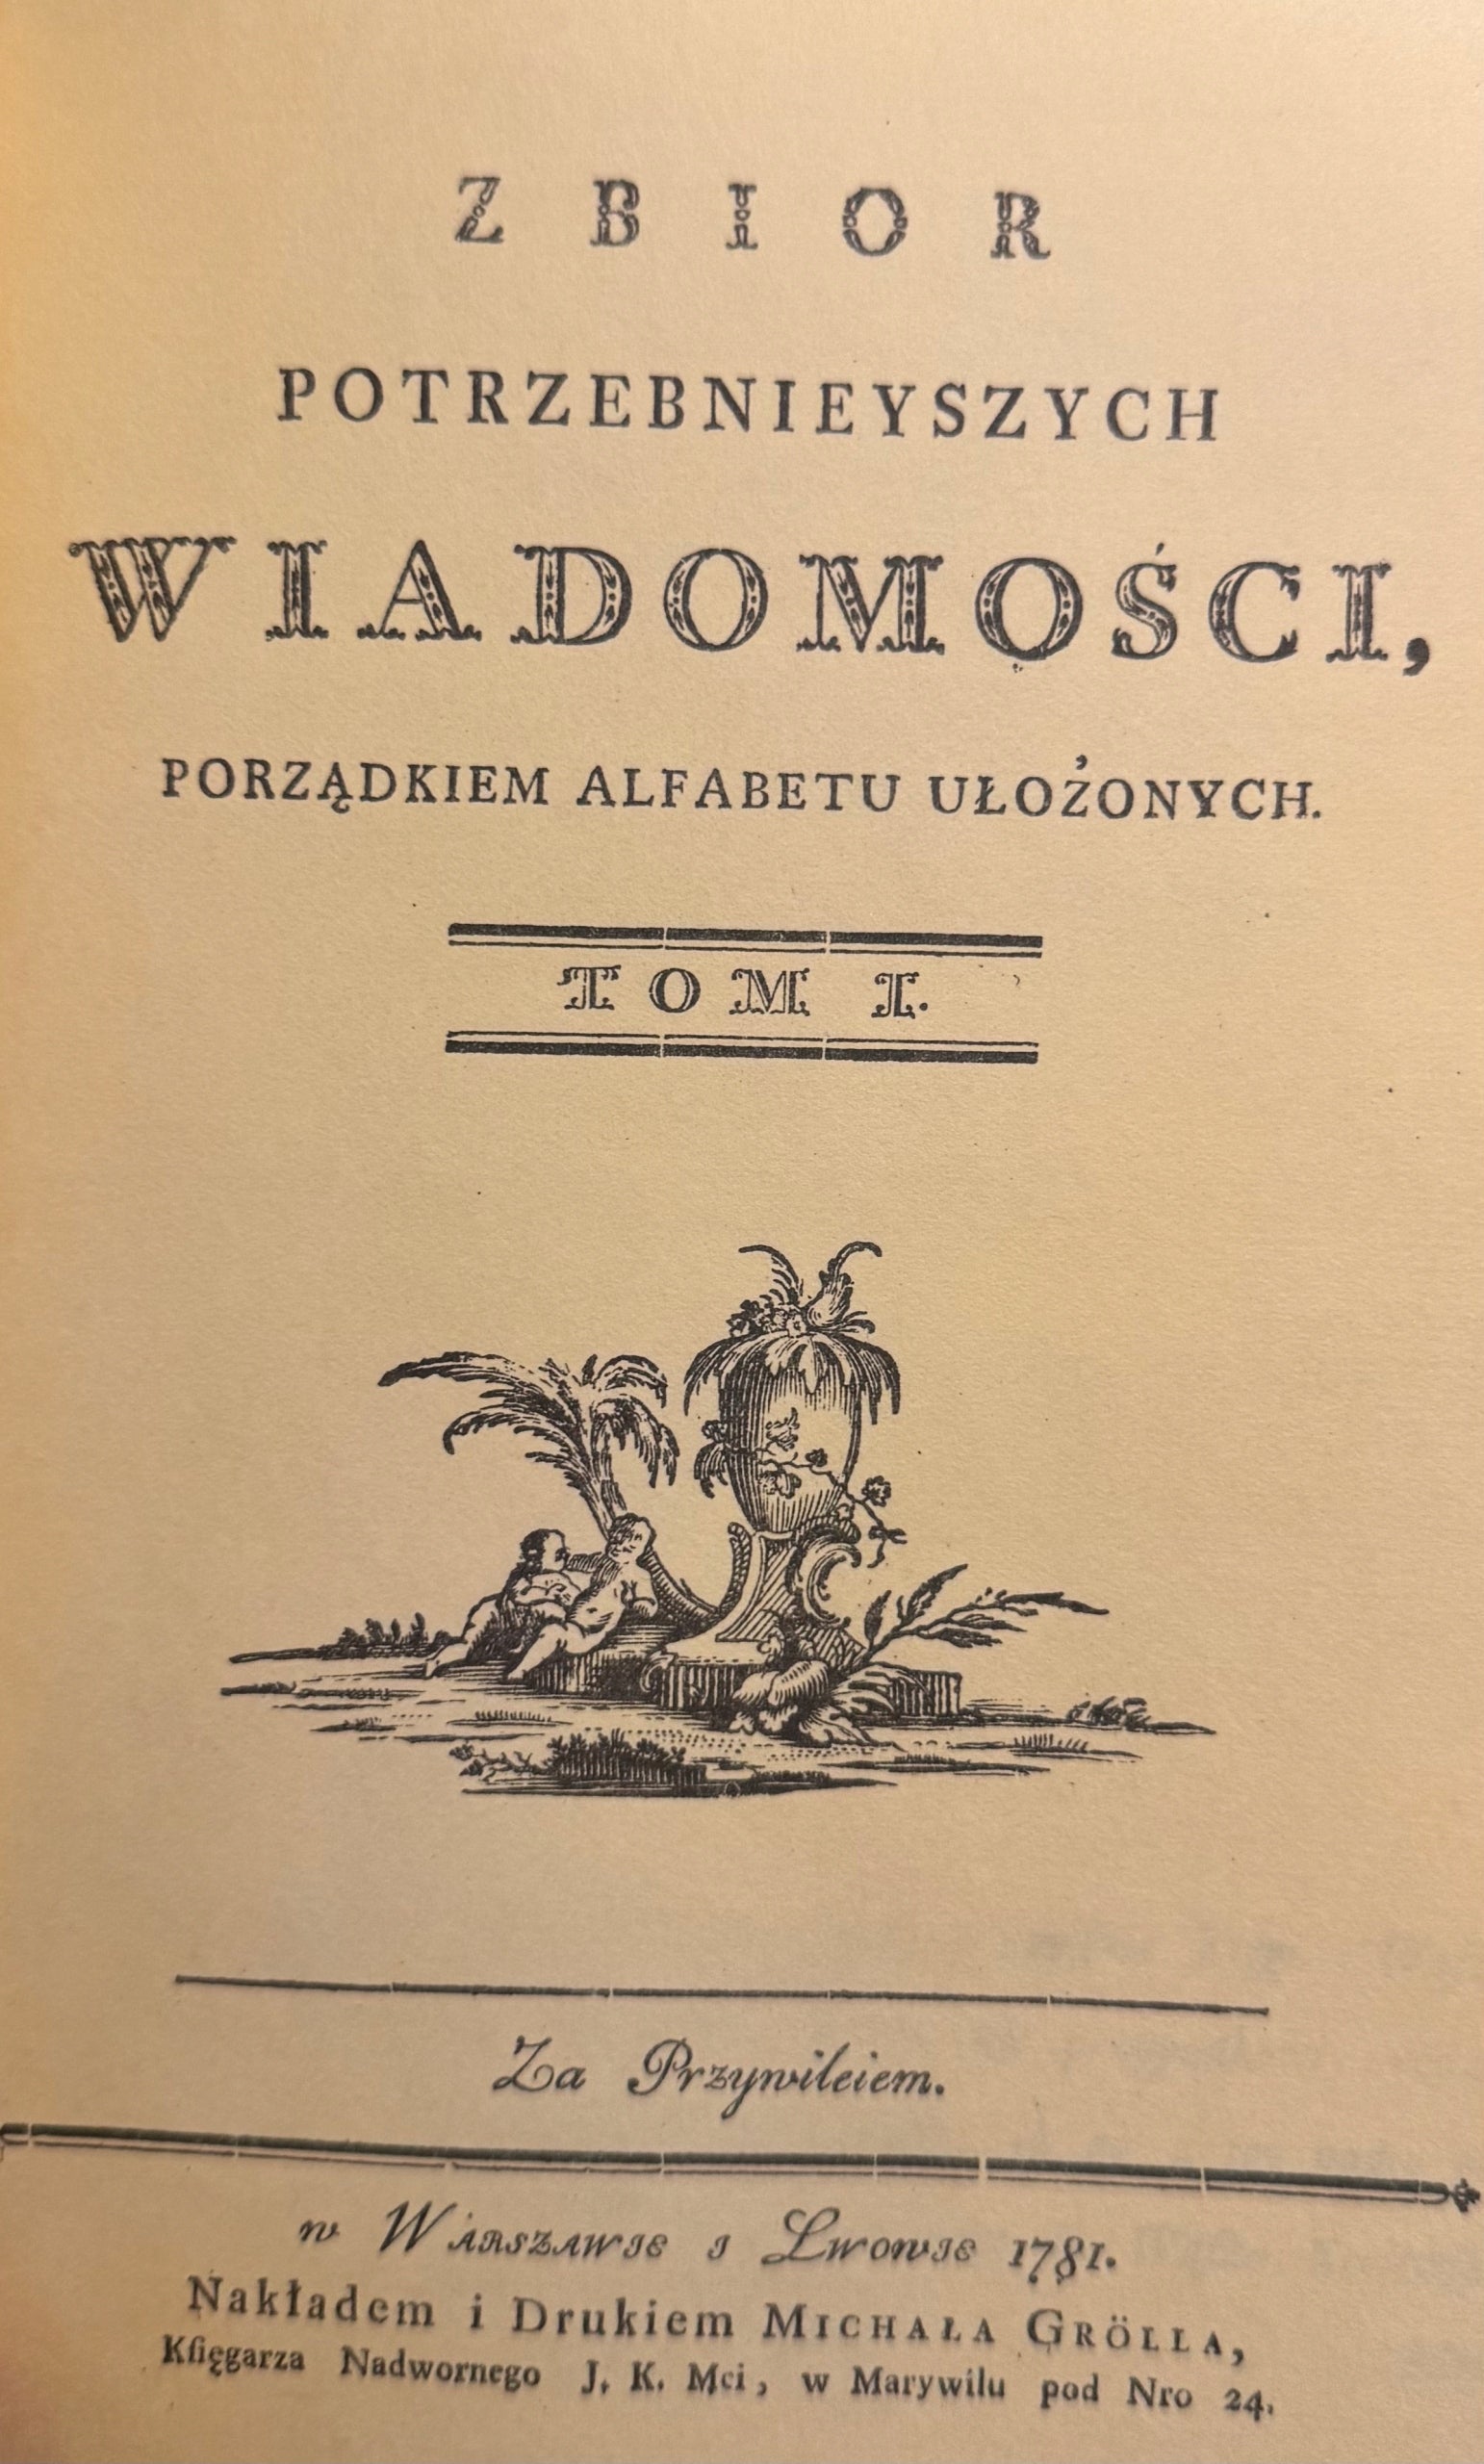 ZBIOR
POTRZEBNIEYSZYCH
WIADOMOŚCI,
PORZĄDKIEM ALFABETU UŁOŻONYCH.
TOM I.
Za Przywileiem.
w Warszawie i Lwowie 1781.
Nakładem i Drukiem MICHAŁA GRÖLLA,
Kſięgarza Nadwornego J. K. Mci, w Marywilu pod Nro 24.